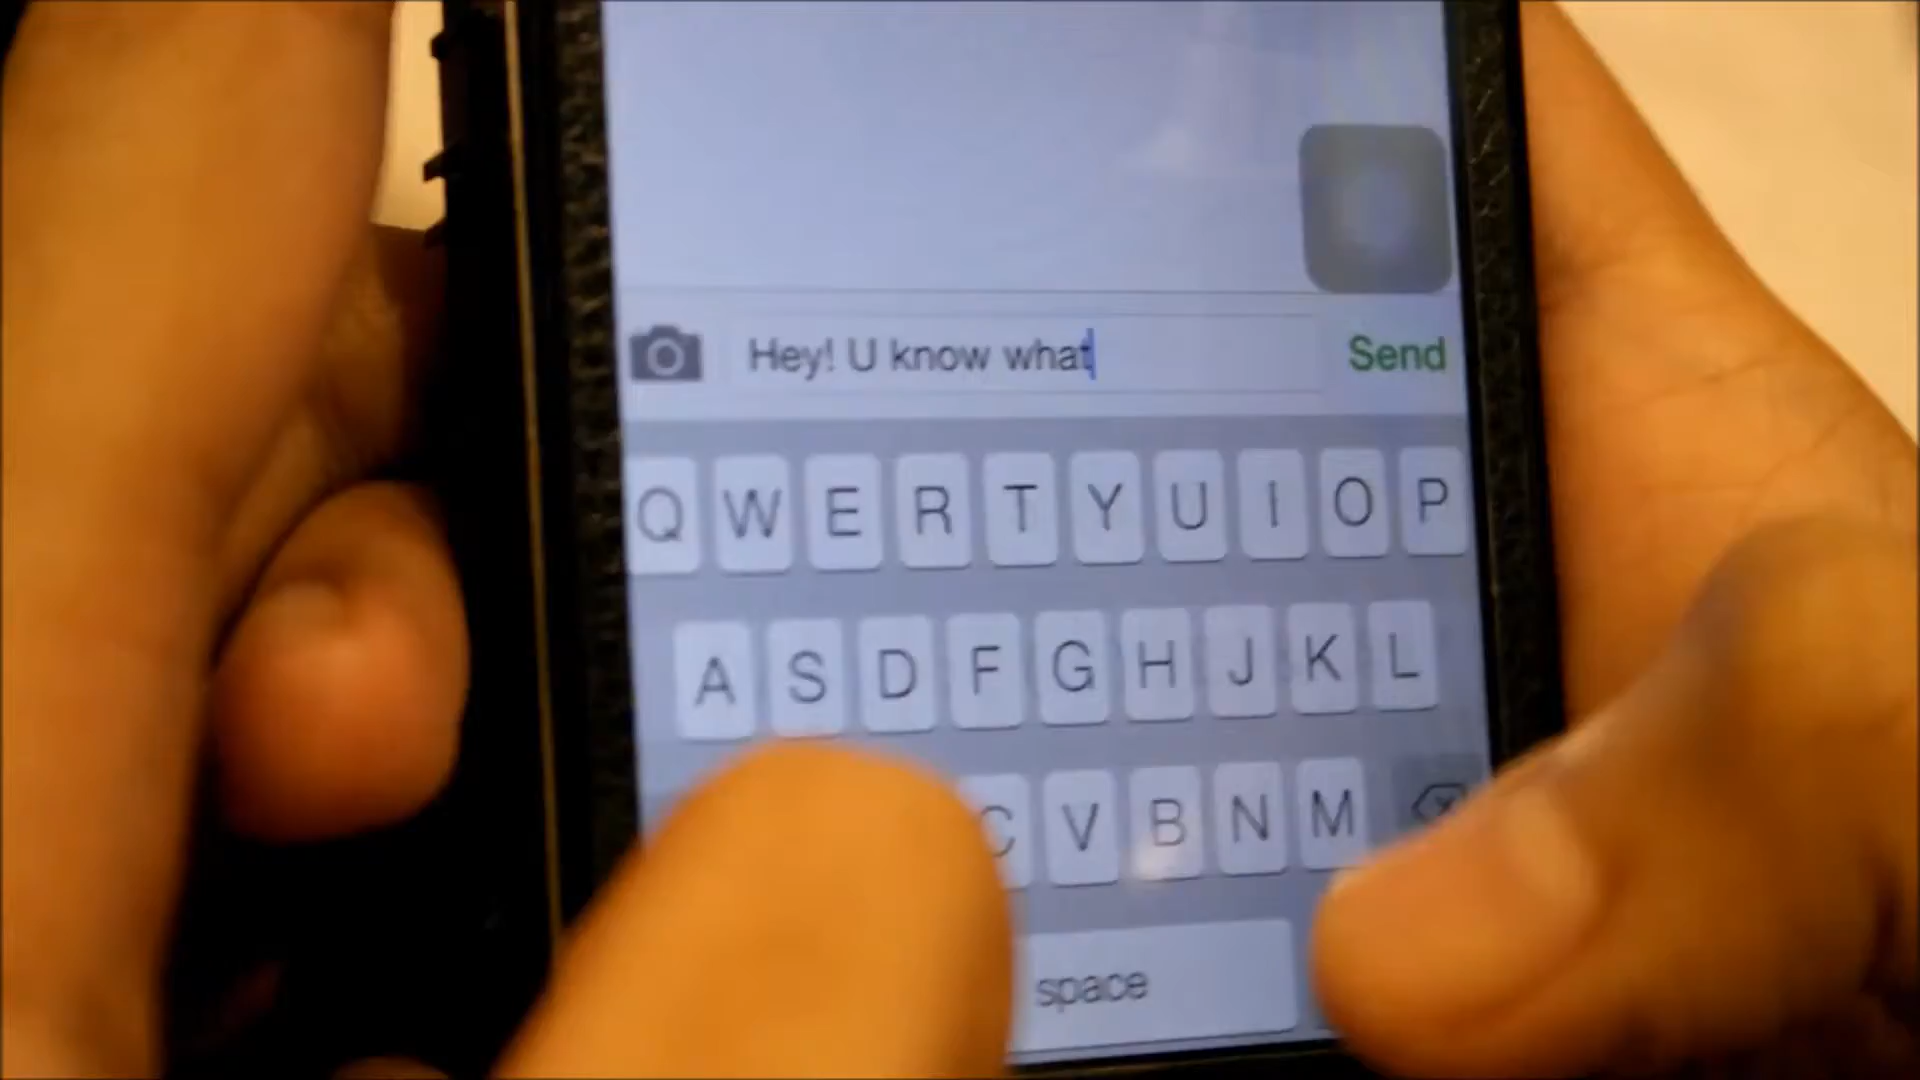 Hey! U know what
Send
Q W E R T Y U I O P
A S D F G H J K L
C V B N M
space